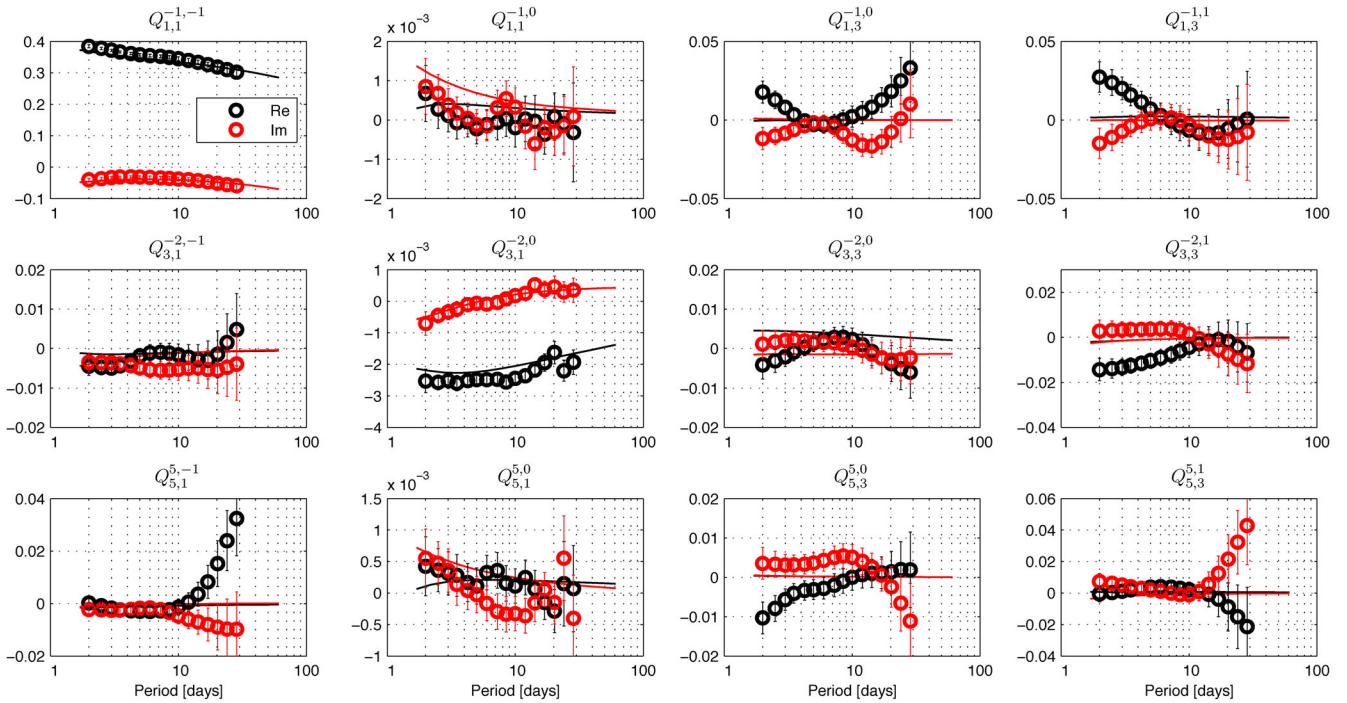 Q_{1,1}^{-1,-1} Q_{1,1}^{-1,0} Q_{1,3}^{-1,0} Q_{1,3}^{-1,1}
x 10^{-3}
0.4 2 0.05 0.05
0.3 1
Re
Im
0 0 0 0
−1
−0.1 −2 −0.05 −0.05
1 10 100 1 10 100 1 10 100 1 10 100
Q_{3,1}^{-2,-1} Q_{3,1}^{-2,0} Q_{3,3}^{-2,0} Q_{3,3}^{-2,1}
x 10^{-3}
0.02 1 0.02 0.02
0.01 0 0.01 0
0 −1 0
−2 −0.02
−0.01 −3 −0.01
−0.02 −4 −0.02 −0.04
1 10 100 1 10 100 1 10 100 1 10 100
Q_{5,1}^{5,-1} Q_{5,1}^{5,0} Q_{5,3}^{5,0} Q_{5,3}^{5,1}
x 10^{-3}
0.04 1.5 0.02 0.06
1 0.04
0.02 0.5 0.01 0.02
0 0 0 0
−0.5 −0.01 −0.02
−0.02 −1 −0.02 −0.04
1 10 100 1 10 100 1 10 100 1 10 100
Period [days] Period [days] Period [days] Period [days]